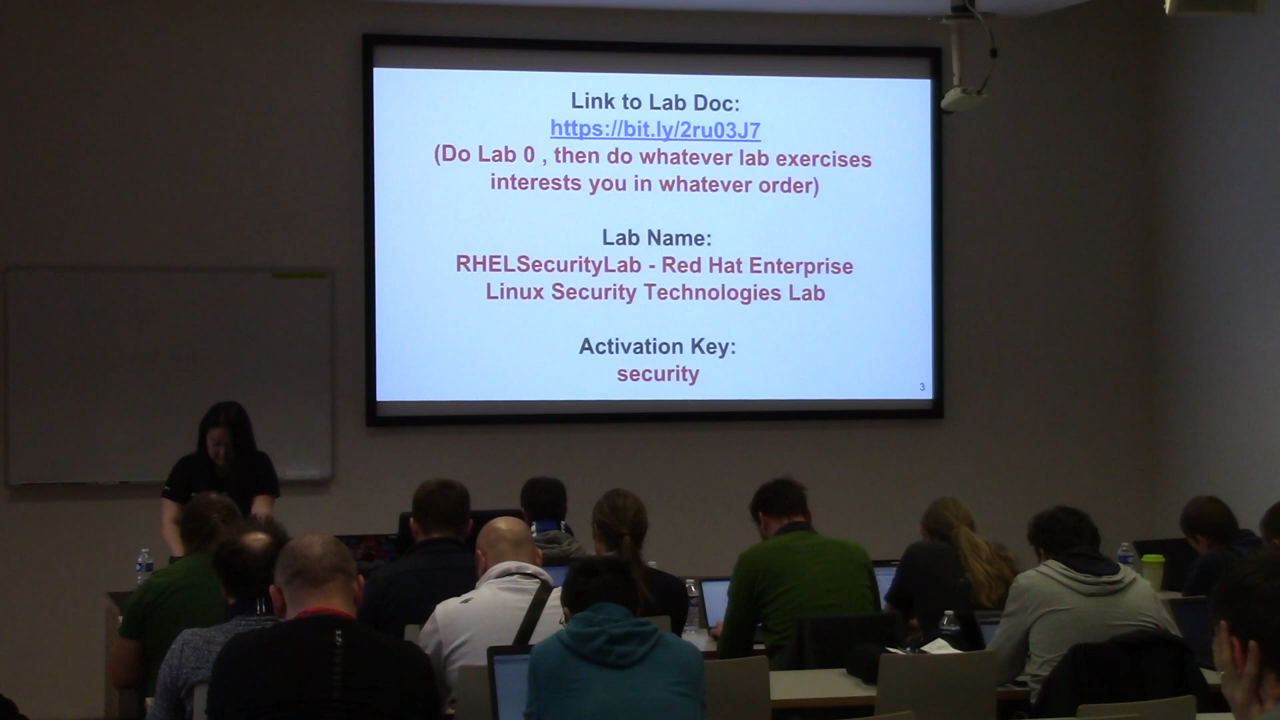 Link to Lab Doc:
https://bit.ly/2ru03J7
(Do Lab 0 , then do whatever lab exercises
interests you in whatever order)
Lab Name:
RHELSecurityLab - Red Hat Enterprise
Linux Security Technologies Lab
Activation Key:
security
3